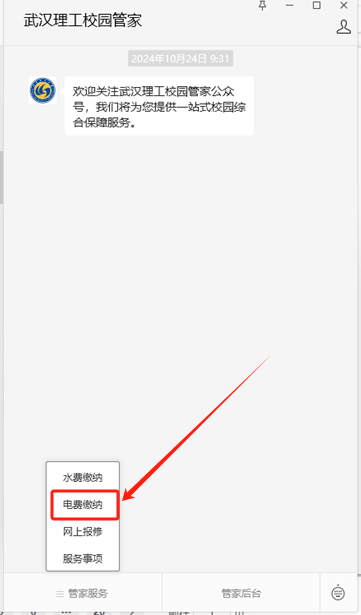 武汉理工校园管家
2024年10月24日 9:31
欢迎关注武汉理工校园管家公众
号，我们将为您提供一站式校园综
合保障服务。
水费缴纳
电费缴纳
网上报修
服务事项
管家服务
管家后台